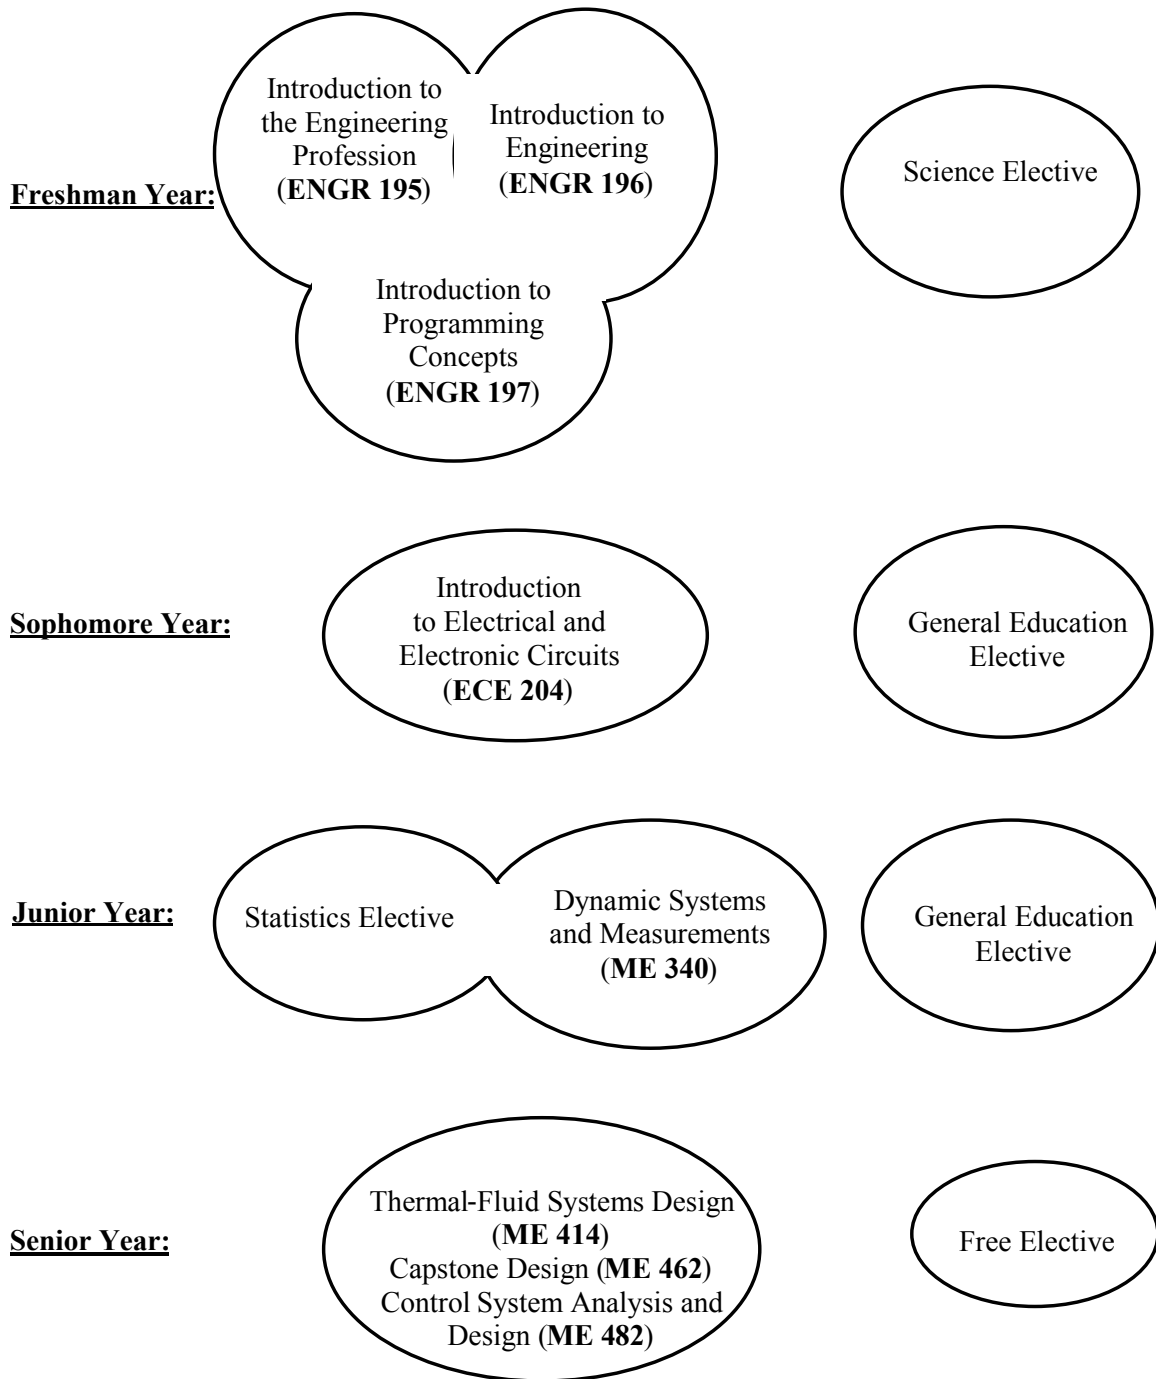 Freshman Year:
Introduction to
the Engineering
Profession
(ENGR 195)
Introduction to
Engineering
(ENGR 196)
Introduction to
Programming
Concepts
(ENGR 197)
Science Elective
Sophomore Year:
Introduction
to Electrical and
Electronic Circuits
(ECE 204)
General Education
Elective
Junior Year:
Statistics Elective
Dynamic Systems
and Measurements
(ME 340)
General Education
Elective
Senior Year:
Thermal-Fluid Systems Design
(ME 414)
Capstone Design (ME 462)
Control System Analysis and
Design (ME 482)
Free Elective